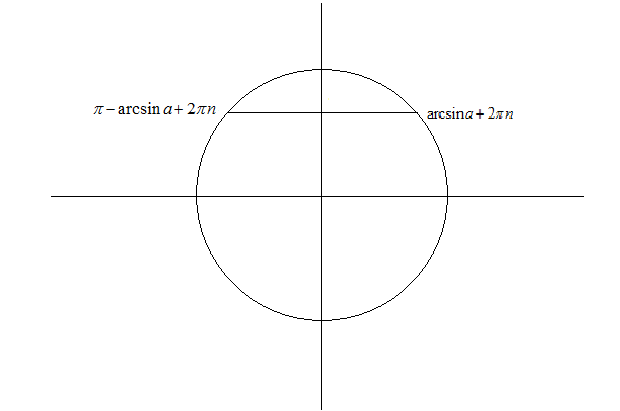 π − arcsin a + 2πn
arcsin a + 2πn